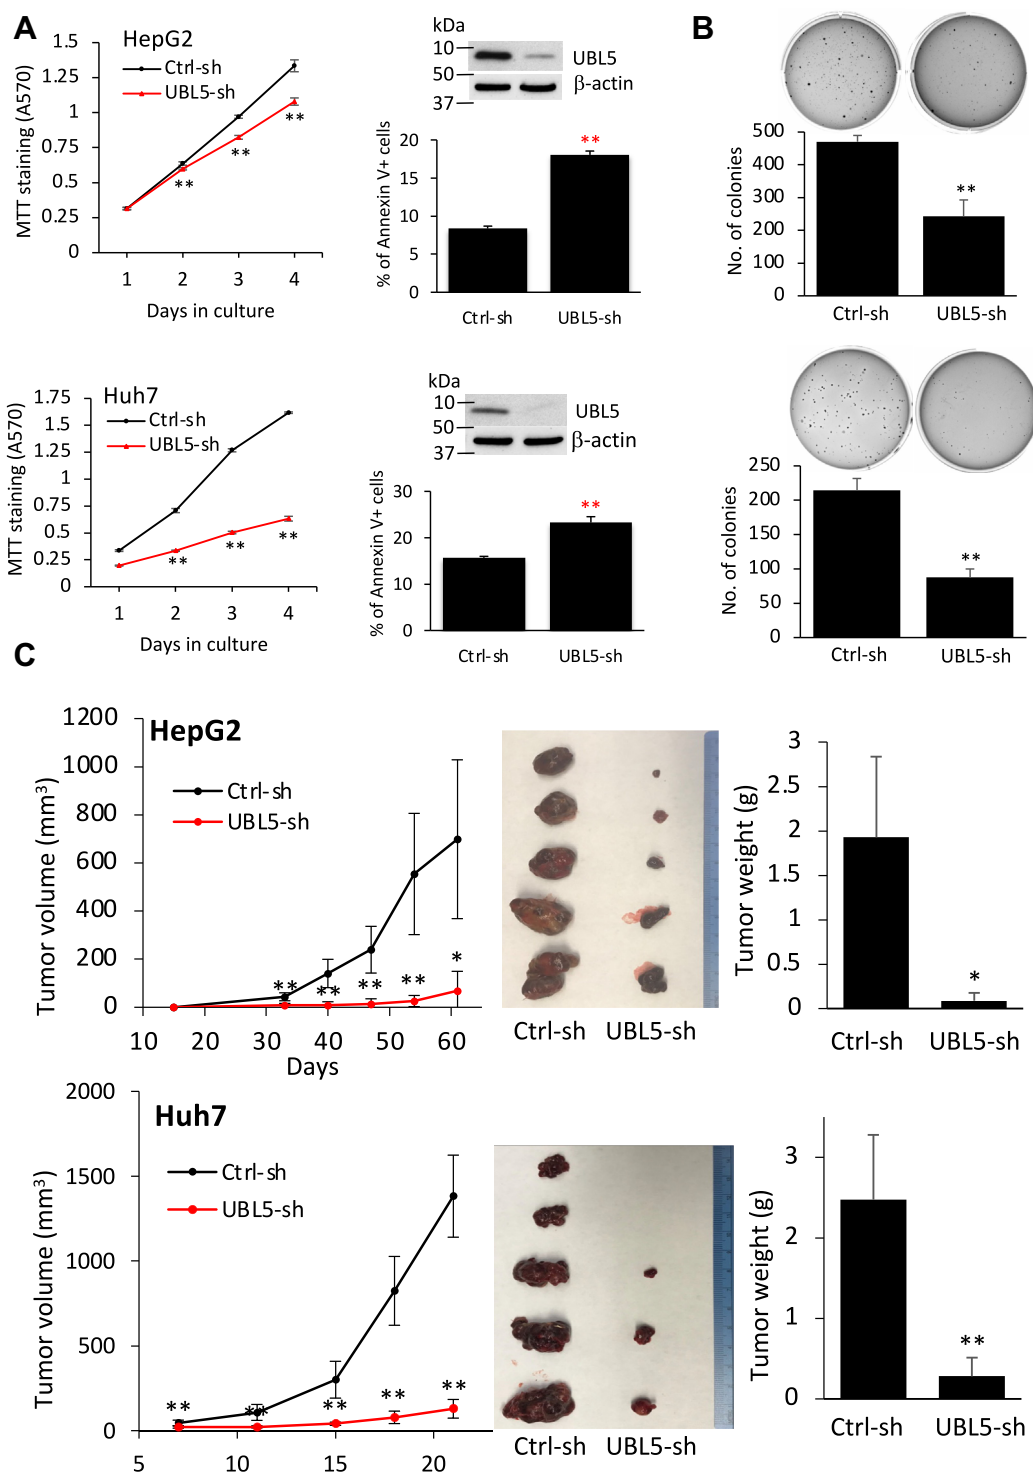 A
HepG2
Ctrl-sh
UBL5-sh
MTT staining (A570)
1.5
1.25
1
0.75
0.5
0.25
0
**
**
**
1 2 3 4
Days in culture
kDa
10
50
37
UBL5
β-actin
% of Annexin V+ cells
20
15
10
5
0
**
Ctrl-sh UBL5-sh
B
No. of colonies
500
400
300
200
100
0
**
Ctrl-sh UBL5-sh
Huh7
Ctrl-sh
UBL5-sh
MTT staining (A570)
1.75
1.5
1.25
1
0.75
0.5
0.25
0
**
**
**
1 2 3 4
Days in culture
kDa
10
50
37
UBL5
β-actin
% of Annexin V+ cells
30
20
10
0
**
Ctrl-sh UBL5-sh
No. of colonies
250
200
150
100
50
0
**
Ctrl-sh UBL5-sh
C
HepG2
Ctrl-sh
UBL5-sh
Tumor volume (mm³)
1200
1000
800
600
400
200
0
** ** ** ** *
10 20 30 40 50 60
Days
Ctrl-sh UBL5-sh
Tumor weight (g)
3
2.5
2
1.5
1
0.5
0
*
Ctrl-sh UBL5-sh
Huh7
Ctrl-sh
UBL5-sh
Tumor volume (mm³)
2000
1500
1000
500
0
** ** ** ** **
5 10 15 20
Ctrl-sh UBL5-sh
Tumor weight (g)
3
2
1
0
**
Ctrl-sh UBL5-sh